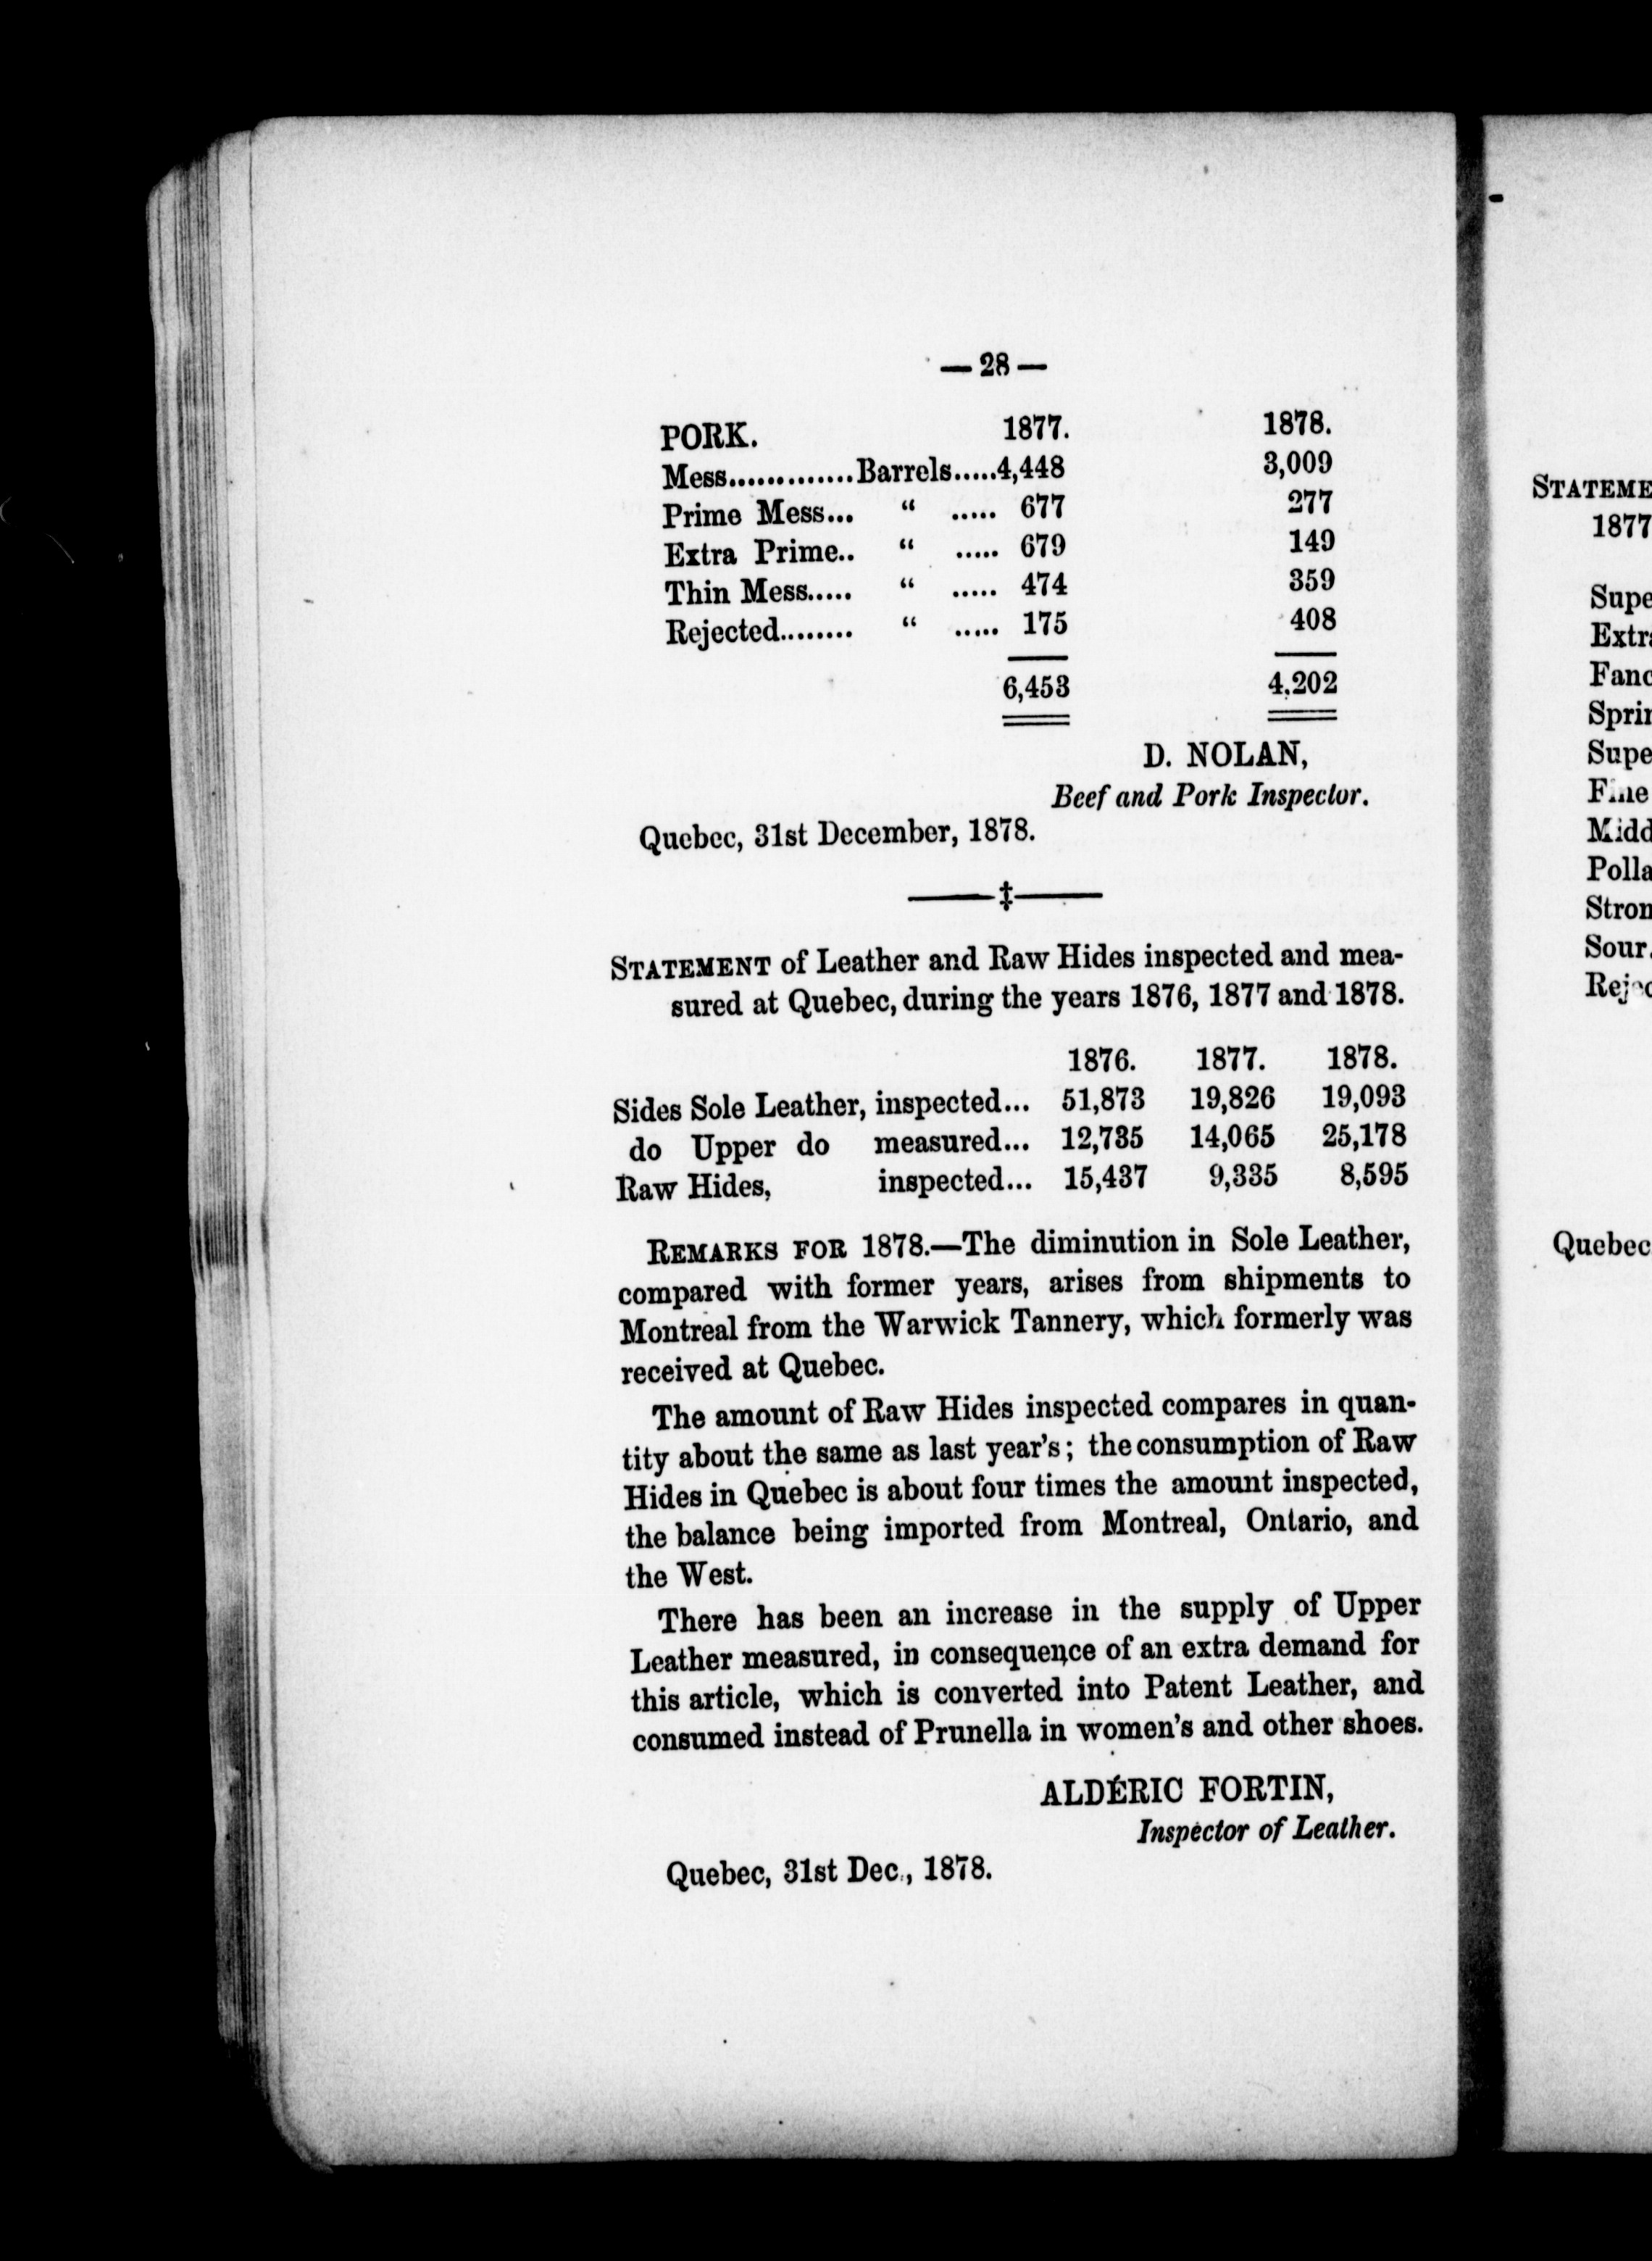 — 28 —
PORK. 1877. 1878.
Mess.............Barrels.....4,448 3,009
Prime Mess... “ ..... 677 277
Extra Prime.. “ ..... 679 149
Thin Mess..... “ ..... 474 359
Rejected........ “ ..... 175 408
6,453 4,202
D. NOLAN,
Beef and Pork Inspector.
Quebec, 31st December, 1878.
——‡——
STATEMENT of Leather and Raw Hides inspected and mea-
sured at Quebec, during the years 1876, 1877 and 1878.
1876. 1877. 1878.
Sides Sole Leather, inspected... 51,873 19,826 19,093
do Upper do measured... 12,735 14,065 25,178
Raw Hides, inspected... 15,437 9,335 8,595
REMARKS FOR 1878.—The diminution in Sole Leather,
compared with former years, arises from shipments to
Montreal from the Warwick Tannery, which formerly was
received at Quebec.
The amount of Raw Hides inspected compares in quan-
tity about the same as last year's; the consumption of Raw
Hides in Quebec is about four times the amount inspected,
the balance being imported from Montreal, Ontario, and
the West.
There has been an increase in the supply of Upper
Leather measured, in consequence of an extra demand for
this article, which is converted into Patent Leather, and
consumed instead of Prunella in women's and other shoes.
ALDÉRIC FORTIN,
Inspector of Leather.
Quebec, 31st Dec., 1878.
STATEME
1877
Supe
Extr
Fanc
Sprin
Supe
Fine
Midd
Polla
Stron
Sour.
Rejec
Quebec